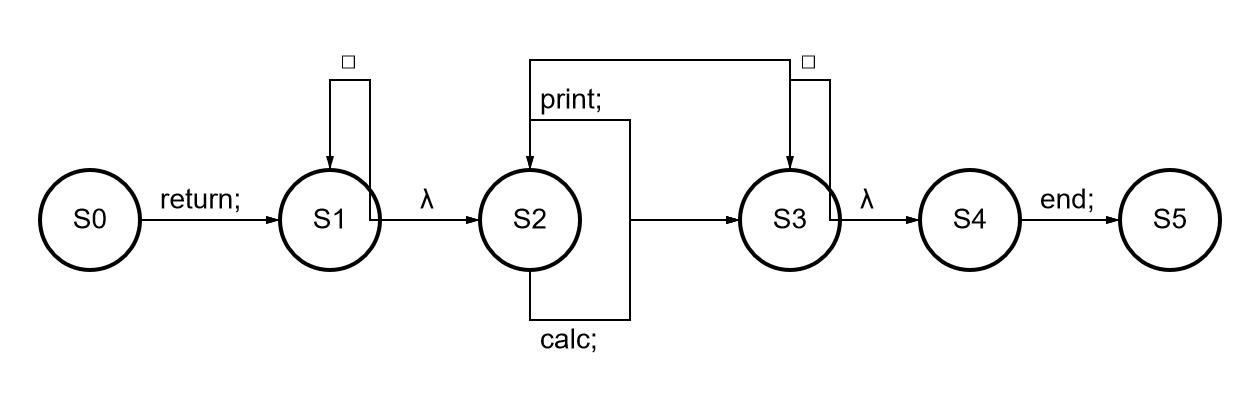 □ □
print;
return; λ λ end;
S0 S1 S2 S3 S4 S5
calc;